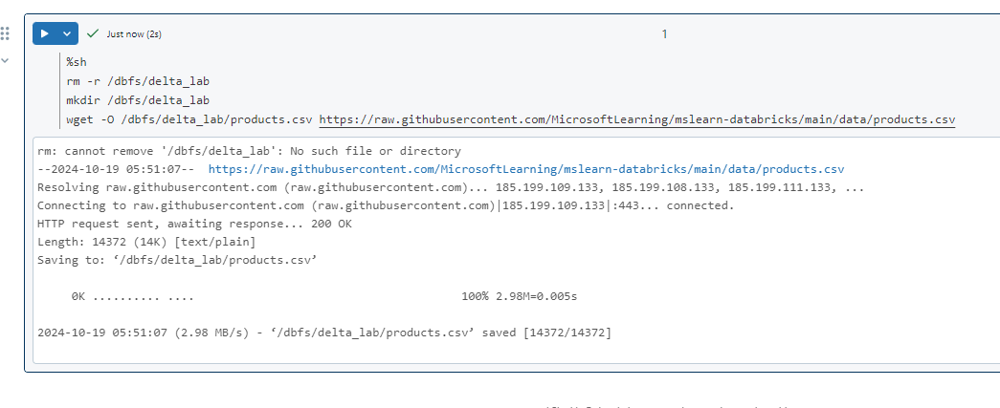 Just now (2s)
1
%sh
rm -r /dbfs/delta_lab
mkdir /dbfs/delta_lab
wget -O /dbfs/delta_lab/products.csv https://raw.githubusercontent.com/MicrosoftLearning/mslearn-databricks/main/data/products.csv
rm: cannot remove '/dbfs/delta_lab': No such file or directory
--2024-10-19 05:51:07--  https://raw.githubusercontent.com/MicrosoftLearning/mslearn-databricks/main/data/products.csv
Resolving raw.githubusercontent.com (raw.githubusercontent.com)... 185.199.109.133, 185.199.108.133, 185.199.111.133, ...
Connecting to raw.githubusercontent.com (raw.githubusercontent.com)|185.199.109.133|:443... connected.
HTTP request sent, awaiting response... 200 OK
Length: 14372 (14K) [text/plain]
Saving to: ‘/dbfs/delta_lab/products.csv’
0K .......... .... 100% 2.98M=0.005s
2024-10-19 05:51:07 (2.98 MB/s) - ‘/dbfs/delta_lab/products.csv’ saved [14372/14372]